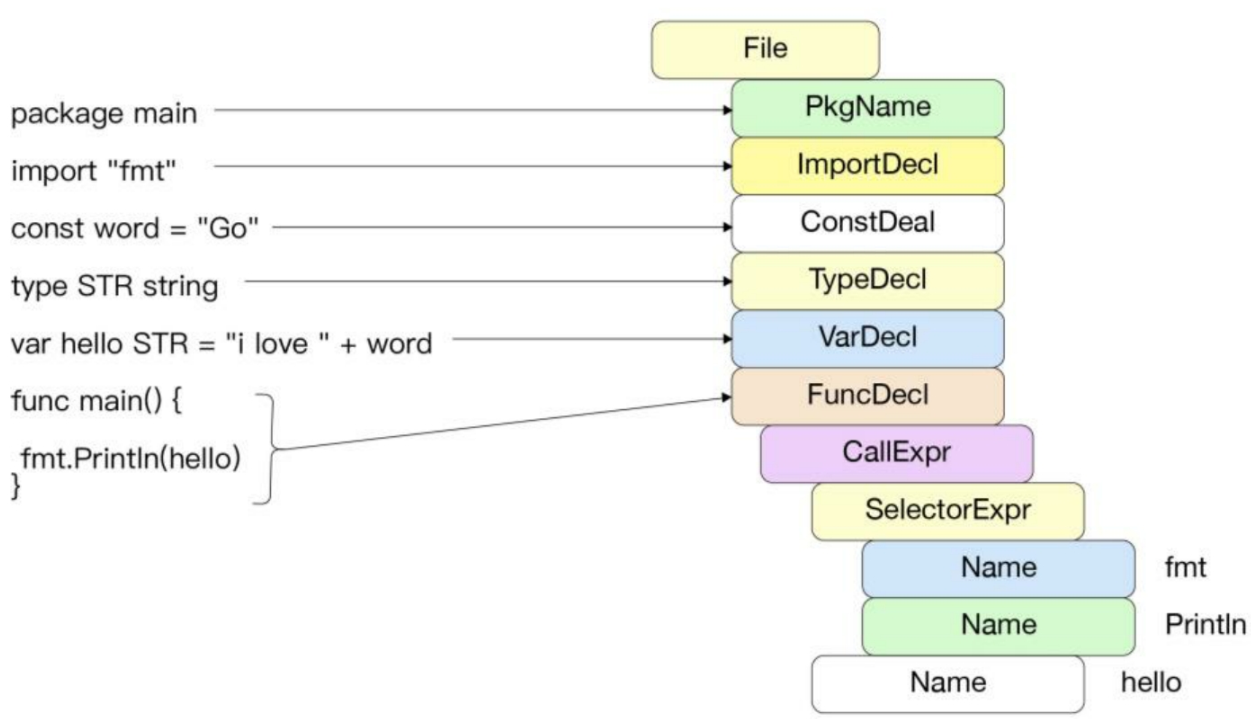 File
package main
PkgName
import "fmt"
ImportDecl
const word = "Go"
ConstDeal
type STR string
TypeDecl
var hello STR = "i love " + word
VarDecl
func main() {
FuncDecl
fmt.Println(hello)
CallExpr
}
SelectorExpr
Name fmt
Name Println
Name hello